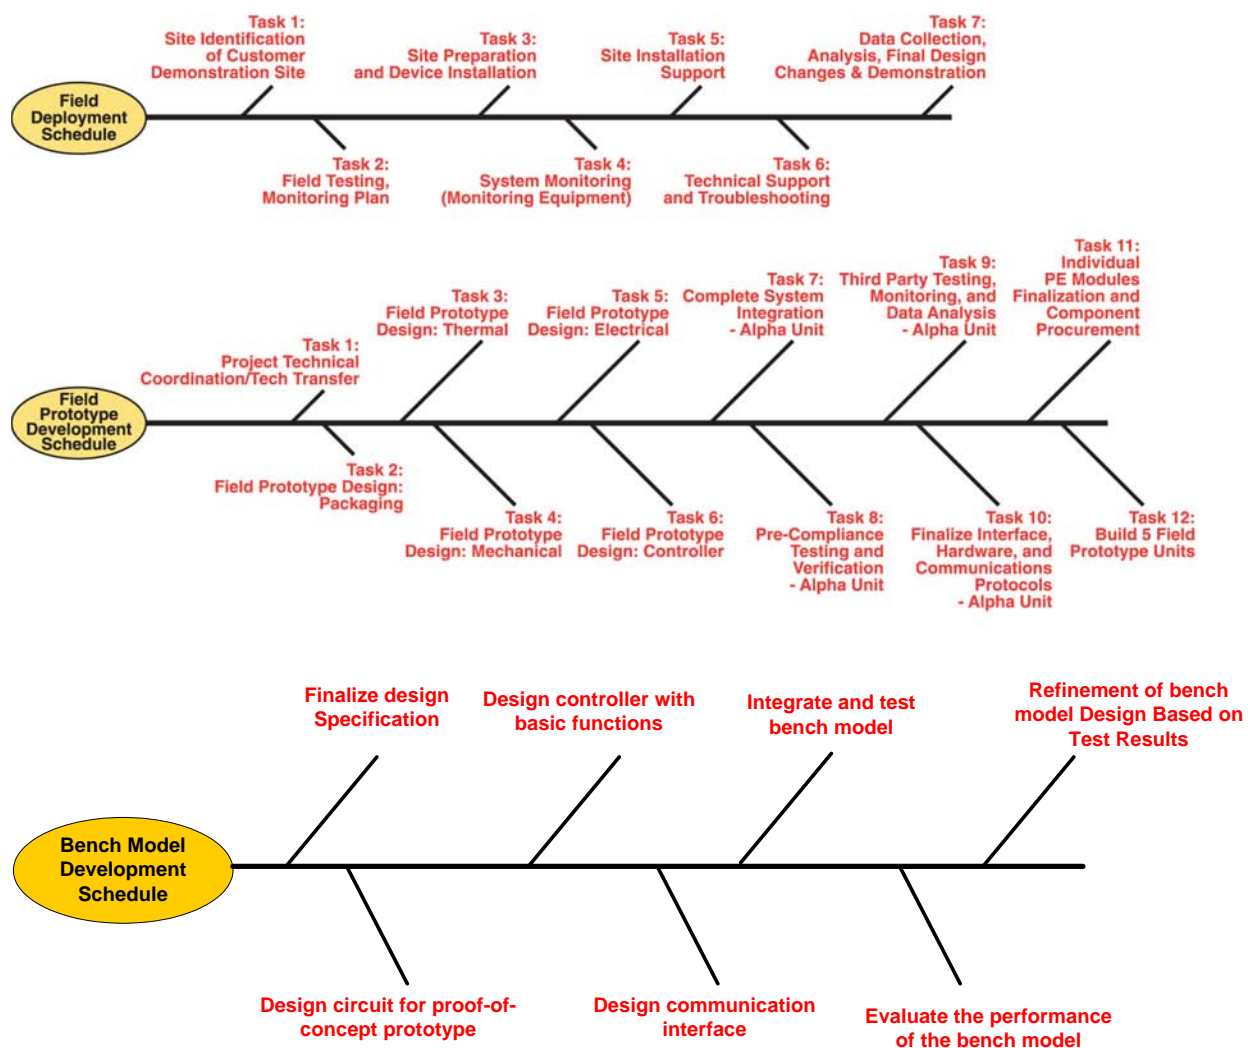 Task 1:
Site Identification
of Customer
Demonstration Site
Task 3:
Site Preparation
and Device Installation
Task 5:
Site Installation
Support
Task 7:
Data Collection,
Analysis, Final Design
Changes & Demonstration
Field
Deployment
Schedule
Task 2:
Field Testing,
Monitoring Plan
Task 4:
System Monitoring
(Monitoring Equipment)
Task 6:
Technical Support
and Troubleshooting
Task 1:
Project Technical
Coordination/Tech Transfer
Task 3:
Field Prototype
Design: Thermal
Task 5:
Field Prototype
Design: Electrical
Task 7:
Complete System
Integration
- Alpha Unit
Task 9:
Third Party Testing,
Monitoring, and
Data Analysis
- Alpha Unit
Task 11:
Individual
PE Modules
Finalization and
Component
Procurement
Field
Prototype
Development
Schedule
Task 2:
Field Prototype Design:
Packaging
Task 4:
Field Prototype
Design: Mechanical
Task 6:
Field Prototype
Design: Controller
Task 8:
Pre-Compliance
Testing and
Verification
- Alpha Unit
Task 10:
Finalize Interface,
Hardware, and
Communications
Protocols
- Alpha Unit
Task 12:
Build 5 Field
Prototype Units
Finalize design
Specification
Design controller with
basic functions
Integrate and test
bench model
Refinement of bench
model Design Based on
Test Results
Bench Model
Development
Schedule
Design circuit for proof-of-
concept prototype
Design communication
interface
Evaluate the performance
of the bench model